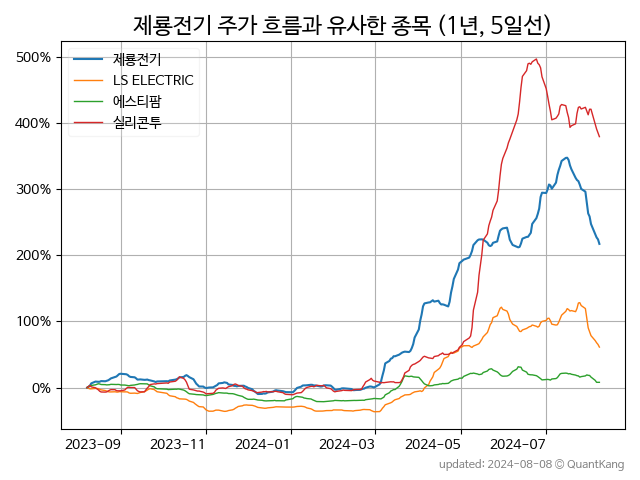 제룡전기 주가 흐름과 유사한 종목 (1년, 5일선)
500%
400%
300%
200%
100%
0%
제룡전기
LS ELECTRIC
에스티팜
실리콘투
2023-09
2023-11
2024-01
2024-03
2024-05
2024-07
updated: 2024-08-08 © QuantKang